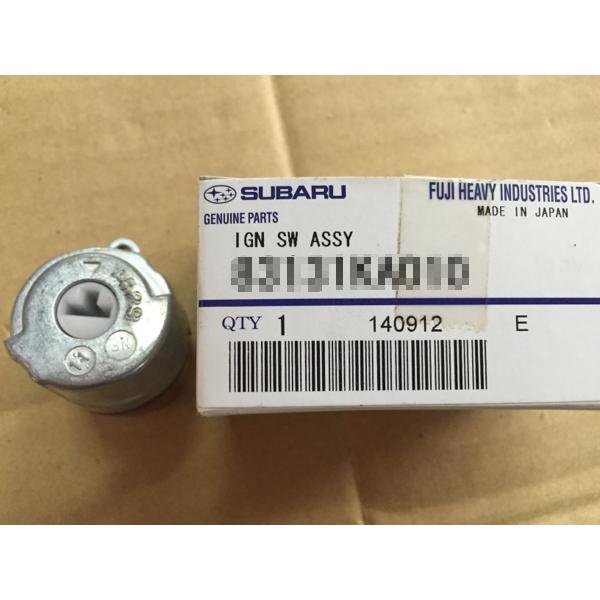 SUBARU
FUJI HEAVY INDUSTRIES LTD.
GENUINE PARTS
MADE IN JAPAN
IGN SW ASSY
QTY 1
140912
E